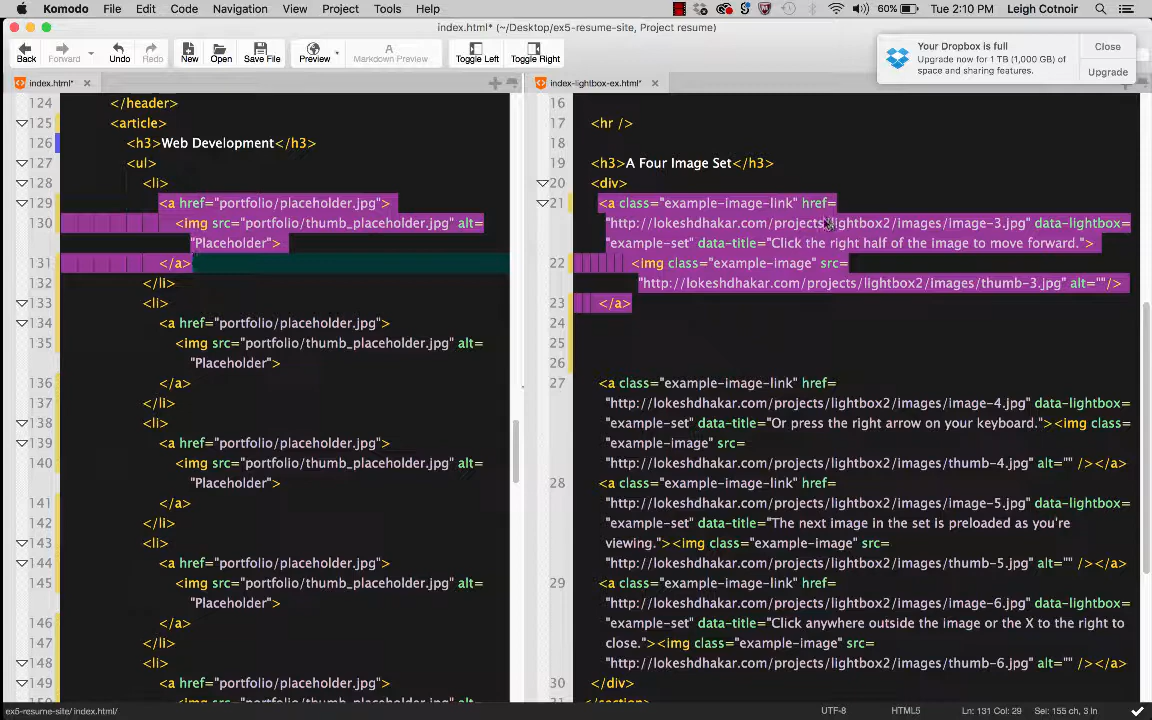 Komodo File Edit Code Navigation View Project Tools Help 60% Tue 2:10 PM Leigh Cotnoir
index.html* (~/Desktop/ex5-resume-site, Project resume)
Back Forward Undo Redo New Open Save File Preview Markdown Preview Toggle Left Toggle Right
Your Dropbox is full
Upgrade now for 1 TB (1,000 GB) of
space and sharing features.
Close
Upgrade
index.html*
124 </header>
125 <article>
126 <h3>Web Development</h3>
127 <ul>
128 <li>
129 <a href="portfolio/placeholder.jpg">
130 <img src="portfolio/thumb_placeholder.jpg" alt=
"Placeholder">
131 </a>
132 </li>
133 <li>
134 <a href="portfolio/placeholder.jpg">
135 <img src="portfolio/thumb_placeholder.jpg" alt=
"Placeholder">
136 </a>
137 </li>
138 <li>
139 <a href="portfolio/placeholder.jpg">
140 <img src="portfolio/thumb_placeholder.jpg" alt=
"Placeholder">
141 </a>
142 </li>
143 <li>
144 <a href="portfolio/placeholder.jpg">
145 <img src="portfolio/thumb_placeholder.jpg" alt=
"Placeholder">
146 </a>
147 </li>
148 <li>
149 <a href="portfolio/placeholder.jpg">
index-lightbox-ex.html*
16
17 <hr />
18
19 <h3>A Four Image Set</h3>
20 <div>
21 <a class="example-image-link" href=
"http://lokeshdhakar.com/projects/lightbox2/images/image-3.jpg" data-lightbox=
"example-set" data-title="Click the right half of the image to move forward.">
22 <img class="example-image" src=
"http://lokeshdhakar.com/projects/lightbox2/images/thumb-3.jpg" alt=""/>
23 </a>
24
25
26
27 <a class="example-image-link" href=
"http://lokeshdhakar.com/projects/lightbox2/images/image-4.jpg" data-lightbox=
"example-set" data-title="Or press the right arrow on your keyboard."><img class=
"example-image" src=
"http://lokeshdhakar.com/projects/lightbox2/images/thumb-4.jpg" alt="" /></a>
28 <a class="example-image-link" href=
"http://lokeshdhakar.com/projects/lightbox2/images/image-5.jpg" data-lightbox=
"example-set" data-title="The next image in the set is preloaded as you're
viewing."><img class="example-image" src=
"http://lokeshdhakar.com/projects/lightbox2/images/thumb-5.jpg" alt="" /></a>
29 <a class="example-image-link" href=
"http://lokeshdhakar.com/projects/lightbox2/images/image-6.jpg" data-lightbox=
"example-set" data-title="Click anywhere outside the image or the X to the right to
close."><img class="example-image" src=
"http://lokeshdhakar.com/projects/lightbox2/images/thumb-6.jpg" alt="" /></a>
30 </div>
ex5-resume-site/index.html/ UTF-8 HTML5 Ln: 131 Col: 29 Sel: 155 ch, 3 ln